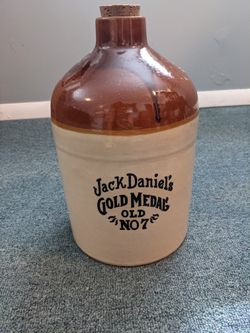 Jack Daniel's
GOLD MEDAL
OLD
NO 7